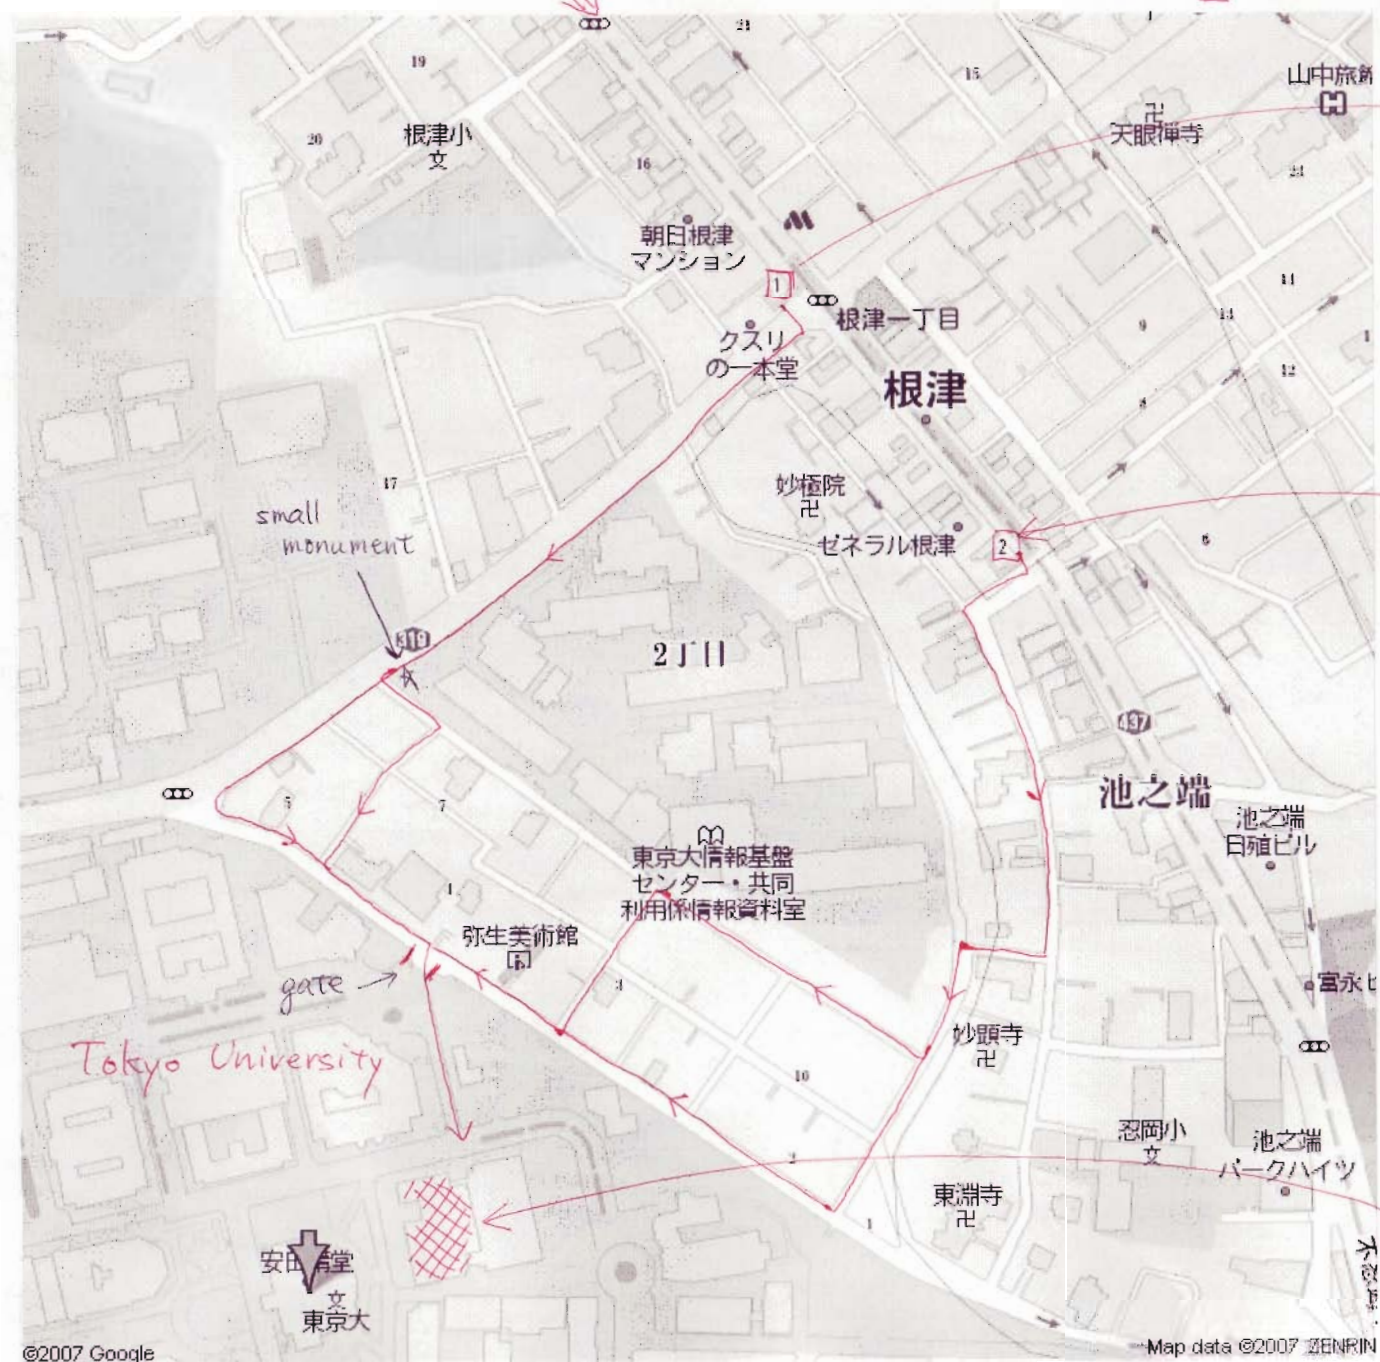 21
19
15
山中旅館
20
根津小
文
天眼禅寺
16
24
朝日根津
マンション
1
11
根津一丁目
9
13
クスリ
の一本堂
12
根津
8
17
妙極院
small
monument
ゼネラル根津
2
6
319
2丁目
437
池之端
5
7
池之端
日殖ビル
東京大情報基盤
センター・共同
利用係情報資料室
4
弥生美術館
gate
3
富永ビ
妙顕寺
Tokyo University
10
忍岡小
文
池之端
パークハイツ
2
東淵寺
1
安田講堂
文
東京大
©2007 Google
Map data ©2007 ZENRIN